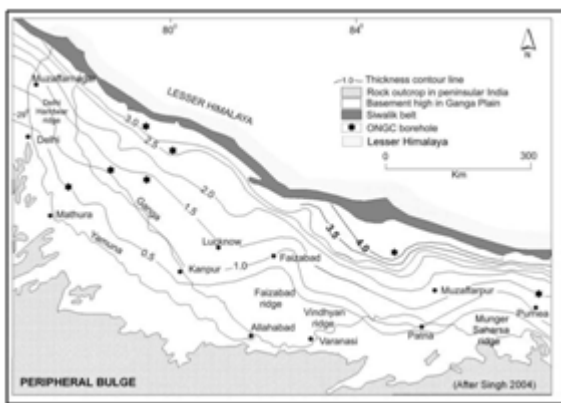 80°
84°
N
Muzaffarnagar
Delhi
Haridwar
ridge
28°
Delhi
Mathura
Yamuna
Ganga
LESSER HIMALAYA
3.0
2.5
2.0
1.5
1.0
0.5
3.5
4.0
1.0 Thickness contour line
Rock outcrop in peninsular India
Basement high in Ganga Plain
Siwalik belt
ONGC borehole
Lesser Himalaya
0 300
Km
Lucknow
Kanpur
Faizabad
Faizabad
ridge
Vindhyan
ridge
Allahabad
Varanasi
Muzaffarpur
Patna
Munger
Saharsa
ridge
Purnea
PERIPHERAL BULGE
(After Singh 2004)